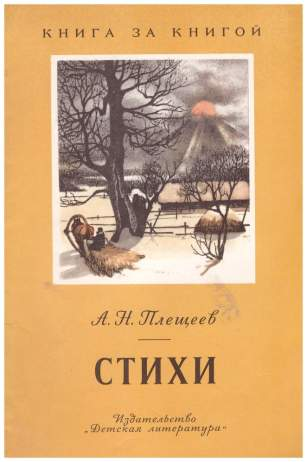 КНИГА ЗА КНИГОЙ
А. Н. Плещеев
СТИХИ
Издательство
„Детская литература“